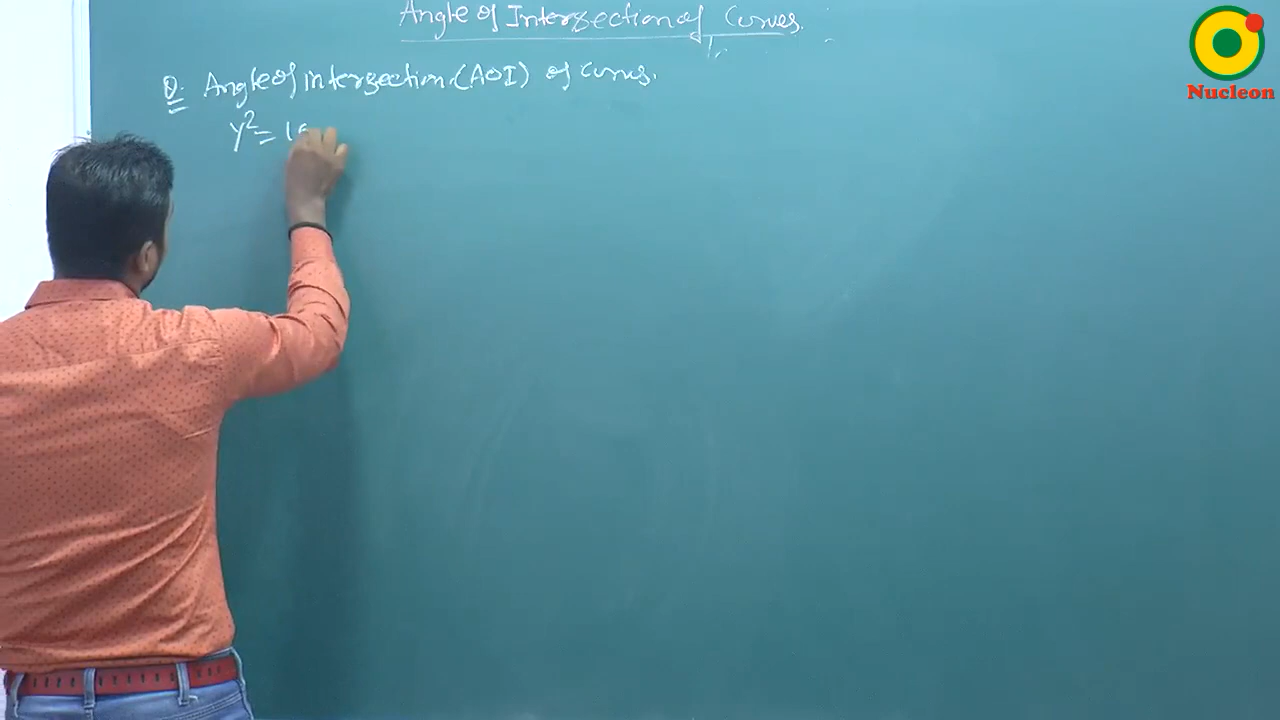 Angle of Intersection of Curves.
Nucleon
Q. Angle of intersection (AOI) of curves.
y² = 1